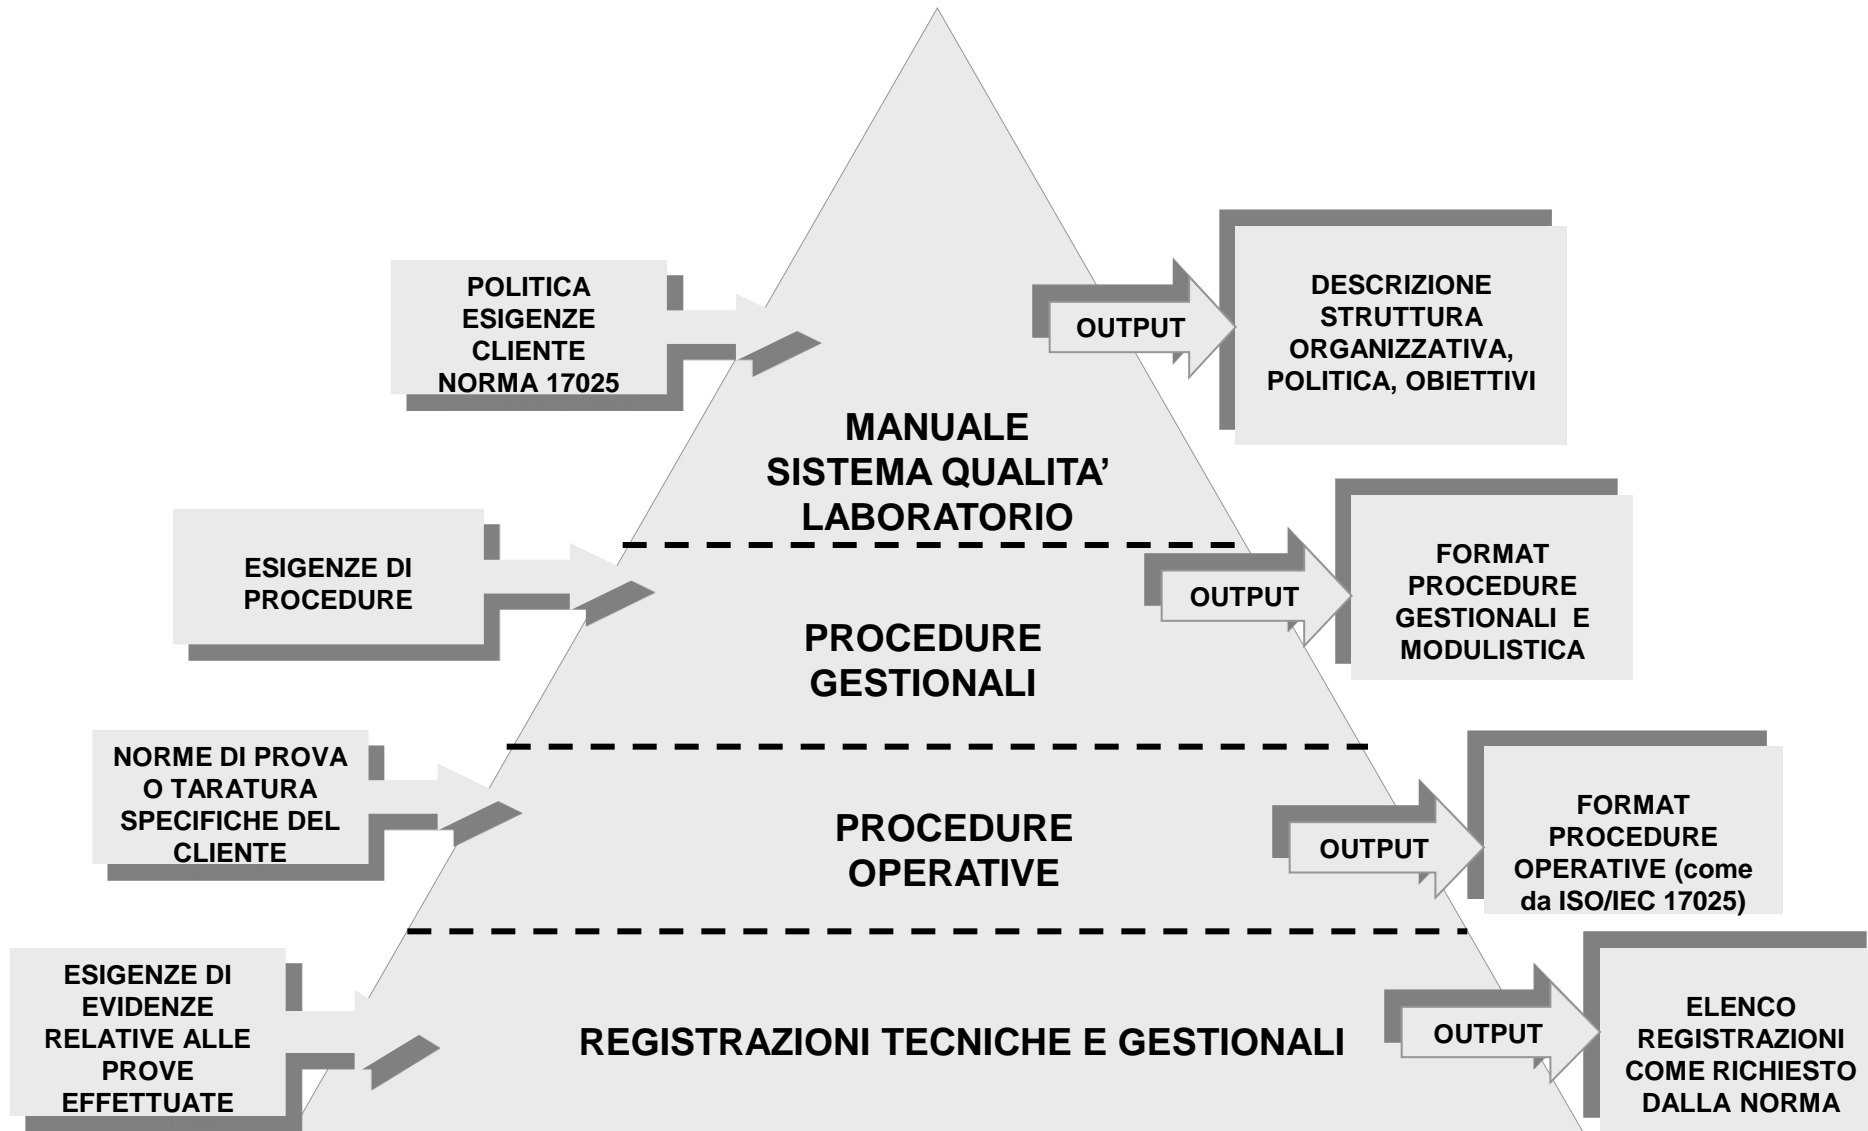 POLITICA
ESIGENZE
CLIENTE
NORMA 17025
OUTPUT
DESCRIZIONE
STRUTTURA
ORGANIZZATIVA,
POLITICA, OBIETTIVI
MANUALE
SISTEMA QUALITA’
LABORATORIO
ESIGENZE DI
PROCEDURE
OUTPUT
FORMAT
PROCEDURE
GESTIONALI E
MODULISTICA
PROCEDURE
GESTIONALI
NORME DI PROVA
O TARATURA
SPECIFICHE DEL
CLIENTE
PROCEDURE
OPERATIVE
OUTPUT
FORMAT
PROCEDURE
OPERATIVE (come
da ISO/IEC 17025)
ESIGENZE DI
EVIDENZE
RELATIVE ALLE
PROVE
EFFETTUATE
REGISTRAZIONI TECNICHE E GESTIONALI
OUTPUT
ELENCO
REGISTRAZIONI
COME RICHIESTO
DALLA NORMA